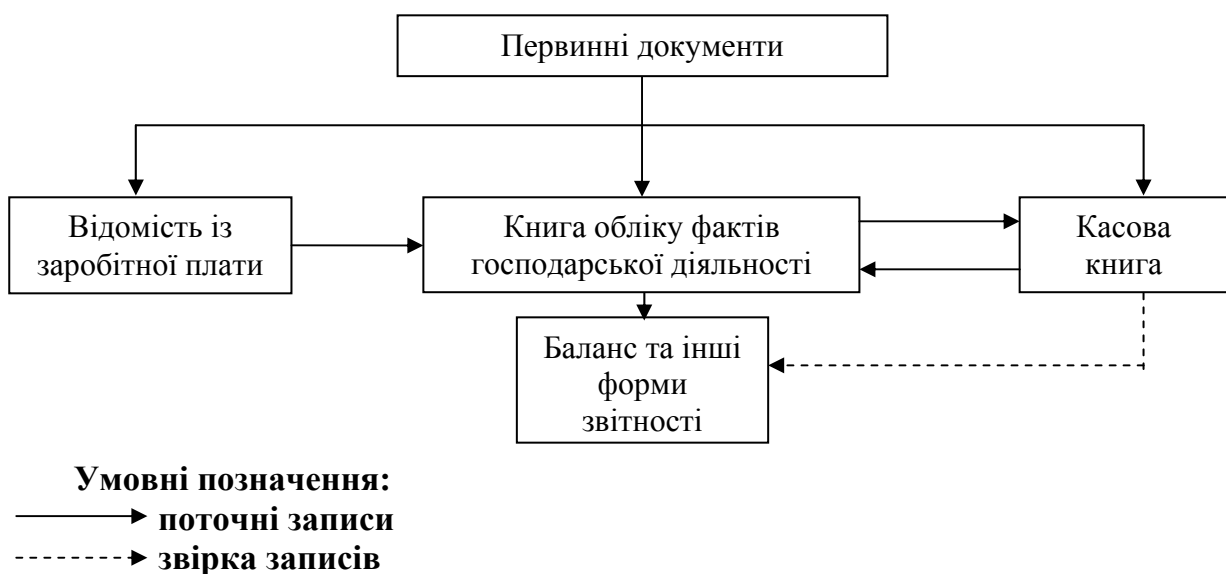 Первинні документи
Відомість із
заробітної плати
Книга обліку фактів
господарської діяльності
Касова
книга
Баланс та інші
форми
звітності
Умовні позначення:
поточні записи
звірка записів